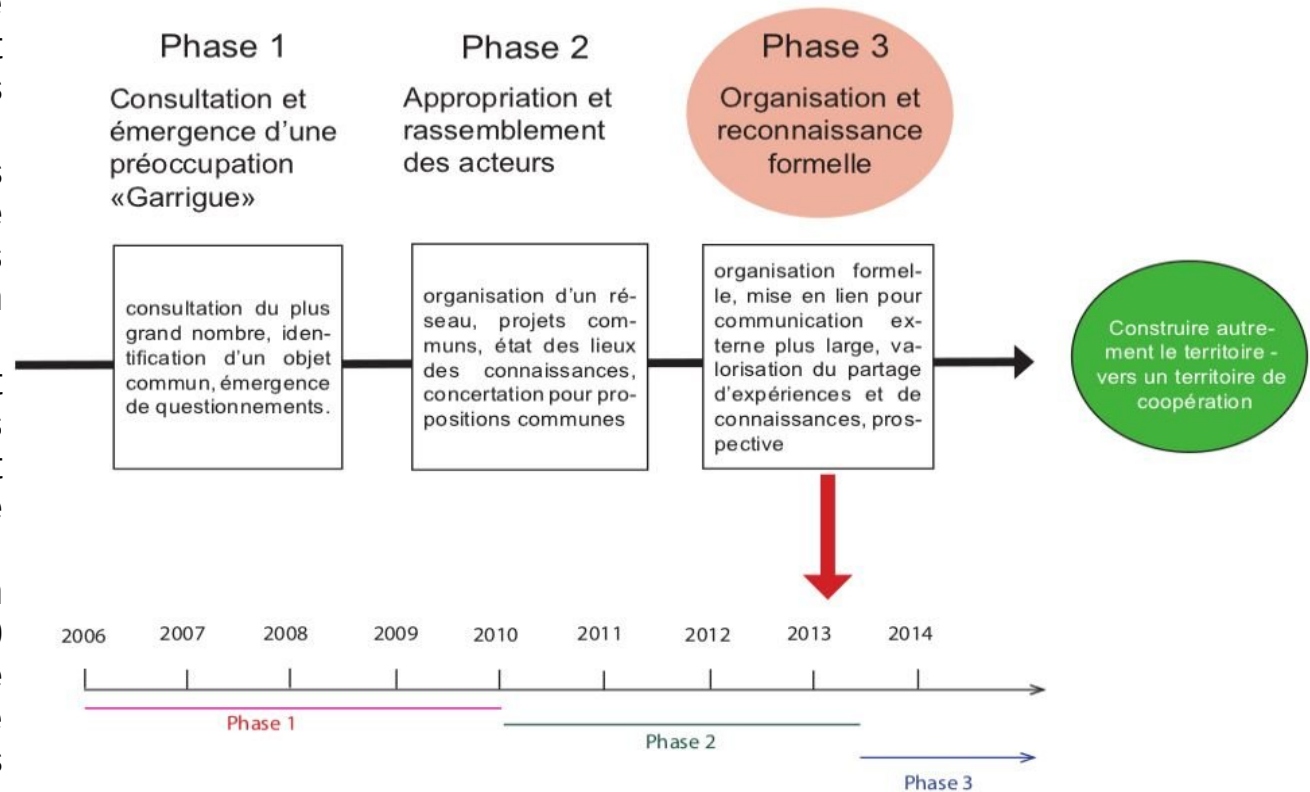 Phase 1
Consultation et
émergence d'une
préoccupation
«Garrigue»
Phase 2
Appropriation et
rassemblement
des acteurs
Phase 3
Organisation et
reconnaissance
formelle
consultation du plus
grand nombre, iden-
tification d'un objet
commun, émergence
de questionnements.
organisation d'un ré-
seau, projets com-
muns, état des lieux
des connaissances,
concertation pour pro-
positions communes
organisation formel-
le, mise en lien pour
communication ex-
terne plus large, va-
lorisation du partage
d'expériences et de
connaissances, pros-
pective
Construire autre-
ment le territoire -
vers un territoire de
coopération
2006 2007 2008 2009 2010 2011 2012 2013 2014
Phase 1
Phase 2
Phase 3